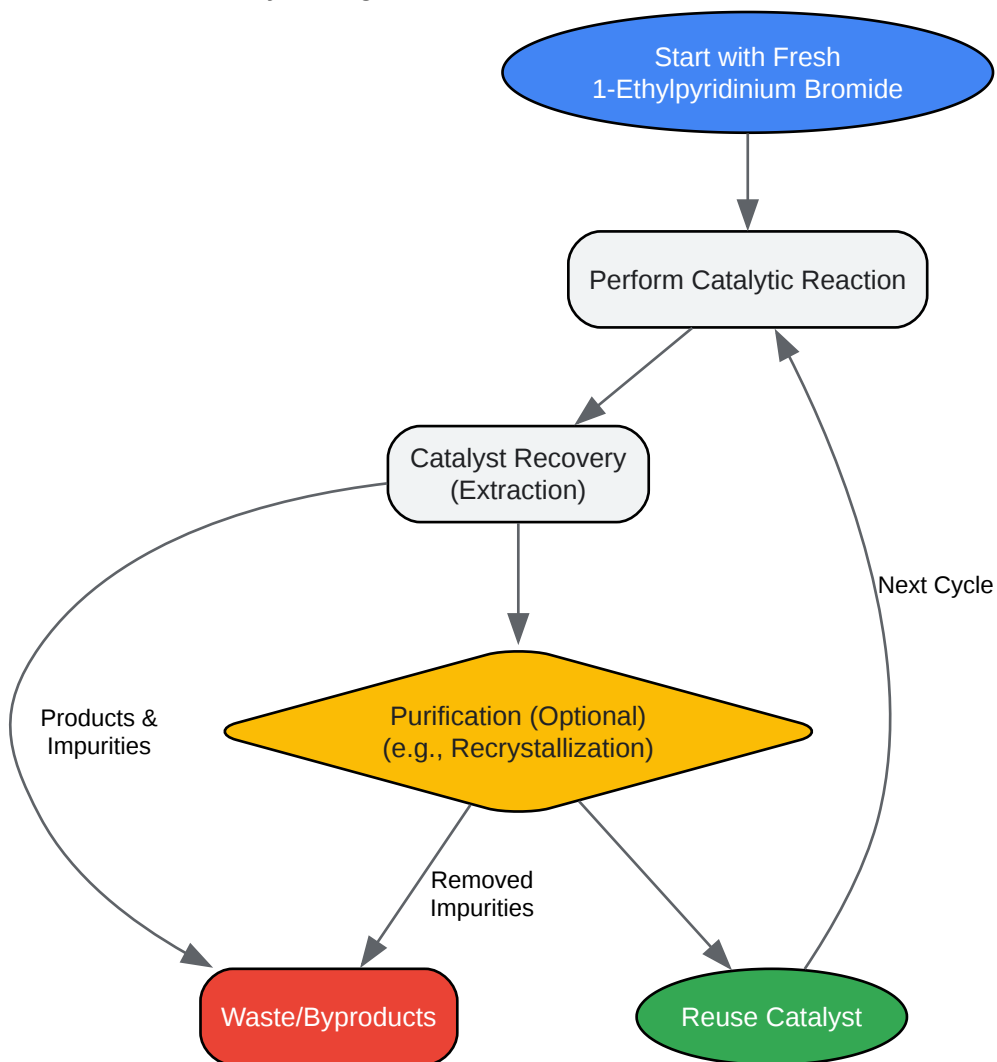 Start with Fresh
1-Ethylpyridinium Bromide
Perform Catalytic Reaction
Catalyst Recovery
(Extraction)
Next Cycle
Products &
Impurities
Purification (Optional)
(e.g., Recrystallization)
Removed
Impurities
Waste/Byproducts
Reuse Catalyst